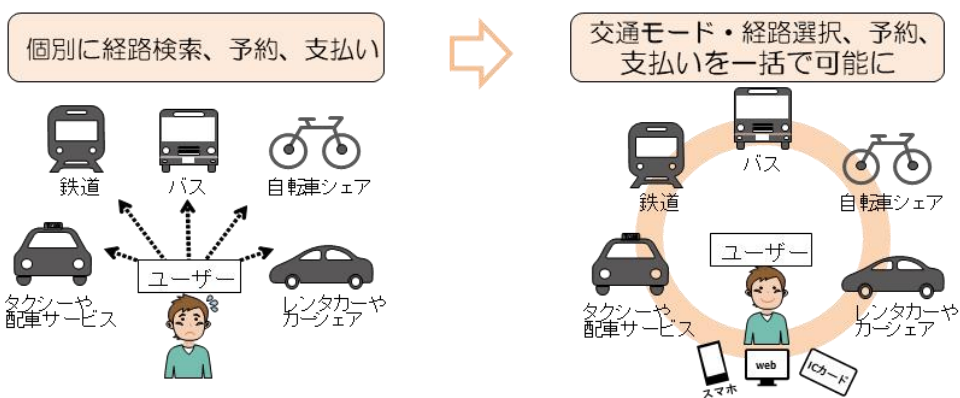 個別に経路検索、予約、支払い
交通モード・経路選択、予約、
支払いを一括で可能に
鉄道
バス
自転車シェア
ユーザー
タクシーや
配車サービス
レンタカーや
カーシェア
バス
鉄道
自転車シェア
ユーザー
タクシーや
配車サービス
レンタカーや
カーシェア
スマホ
web
ICカード